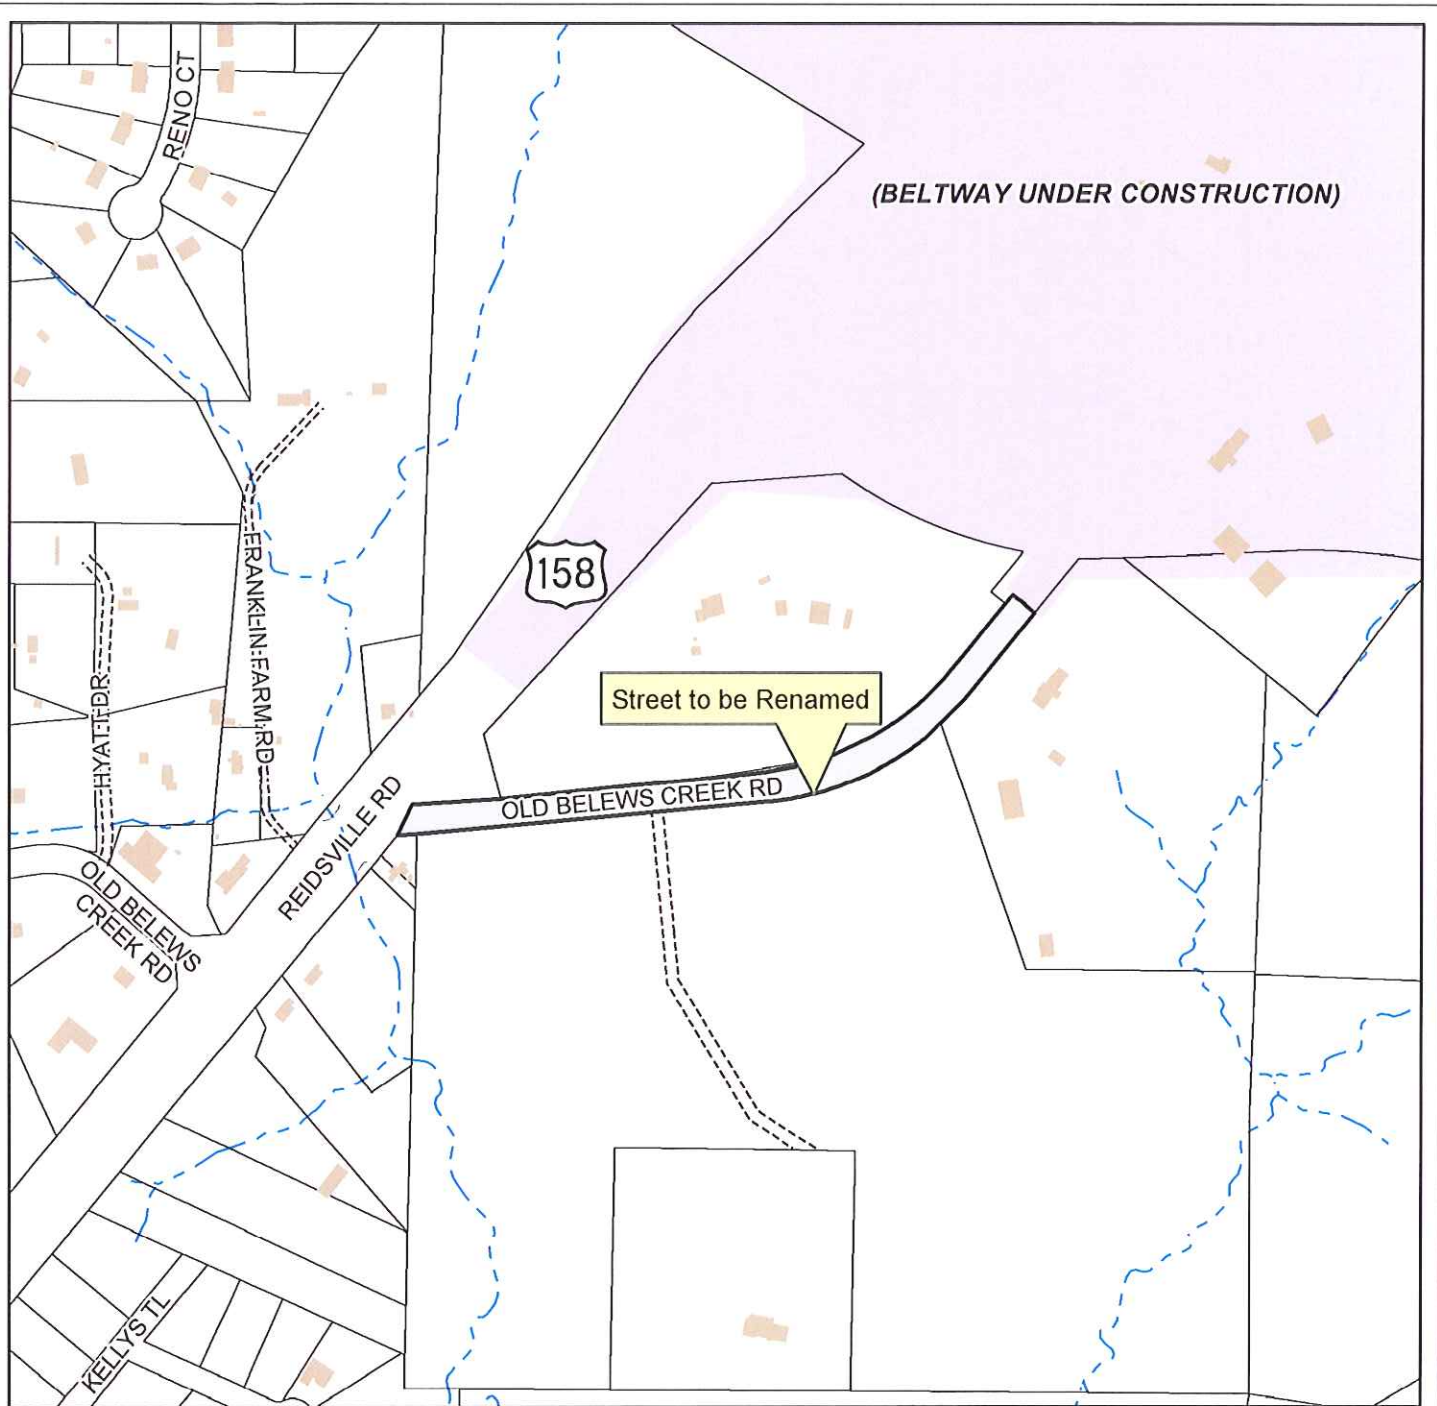 RENO CT
(BELTWAY UNDER CONSTRUCTION)
158
FRANKLIN FARM RD
HYATT DR
Street to be Renamed
OLD BELEWS CREEK RD
REIDSVILLE RD
OLD BELEWS
CREEK RD
KELLYS TL